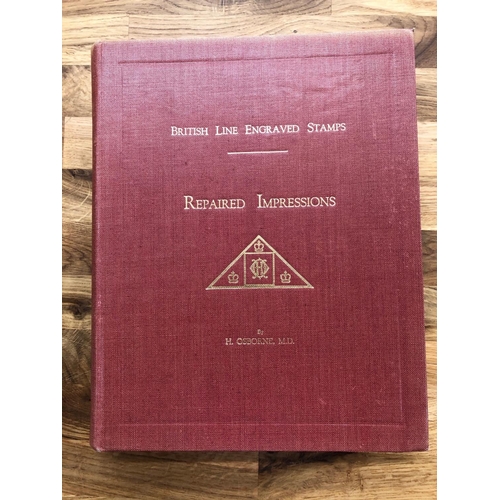 BRITISH LINE ENGRAVED STAMPS
REPAIRED IMPRESSIONS
By
H. OSBORNE, M.D.